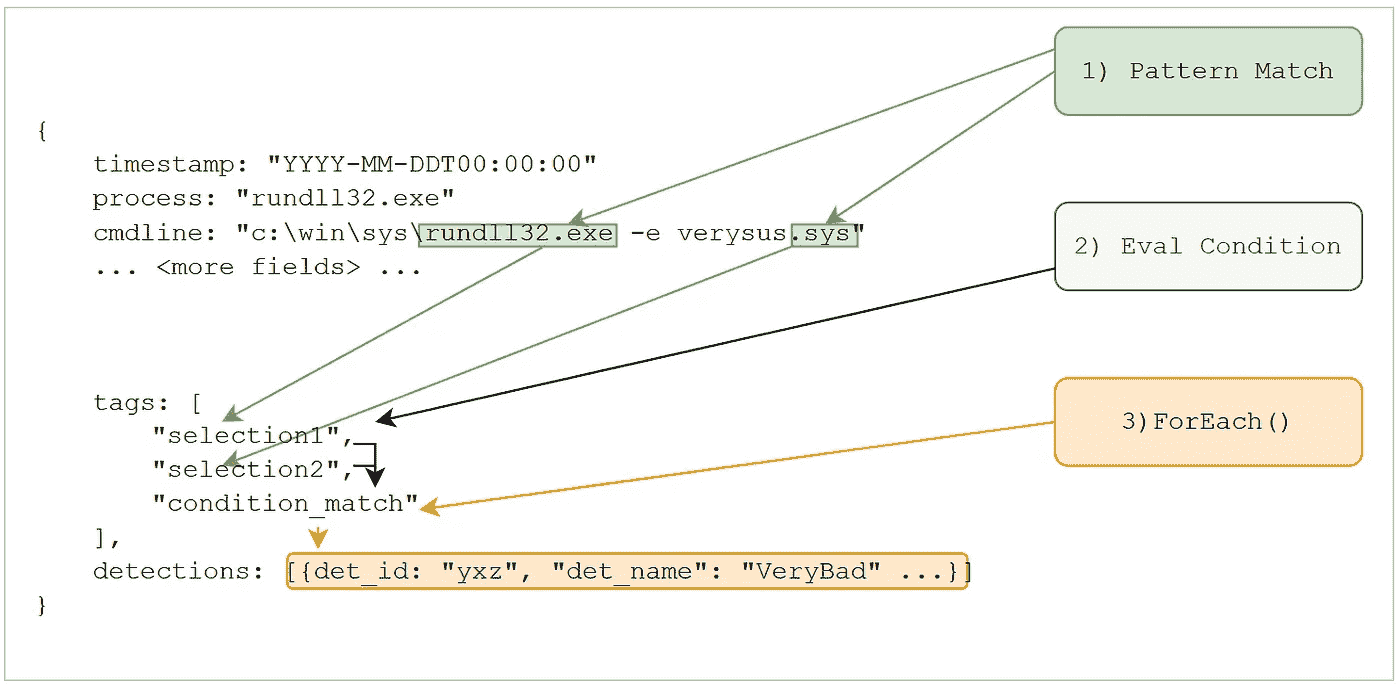 1) Pattern Match
{
timestamp: "YYYY-MM-DDT00:00:00"
process: "rundll32.exe"
cmdline: "c:\win\sys\rundll32.exe -e verysus.sys"
... <more fields> ...
2) Eval Condition
tags: [
"selection1",
"selection2",
"condition_match"
],
3)ForEach()
detections: [{det_id: "yxz", "det_name": "VeryBad" ...}]
}